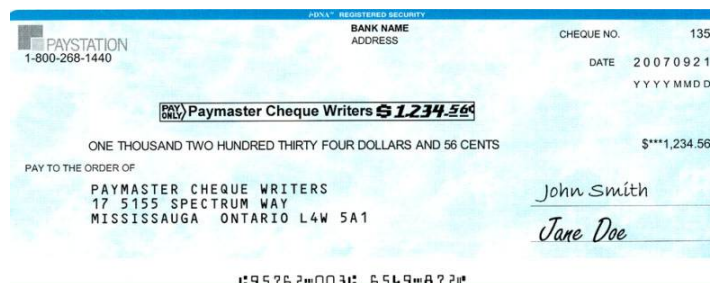 DNA™ REGISTERED SECURITY
PAYSTATION
1-800-268-1440
BANK NAME
ADDRESS
CHEQUE NO. 135
DATE 20070921
YYYYMMDD
PAY ONLY Paymaster Cheque Writers $1,234.56¢
ONE THOUSAND TWO HUNDRED THIRTY FOUR DOLLARS AND 56 CENTS $***1,234.56
PAY TO THE ORDER OF
PAYMASTER CHEQUE WRITERS
17 5155 SPECTRUM WAY
MISSISSAUGA ONTARIO L4W 5A1
John Smith
Jane Doe